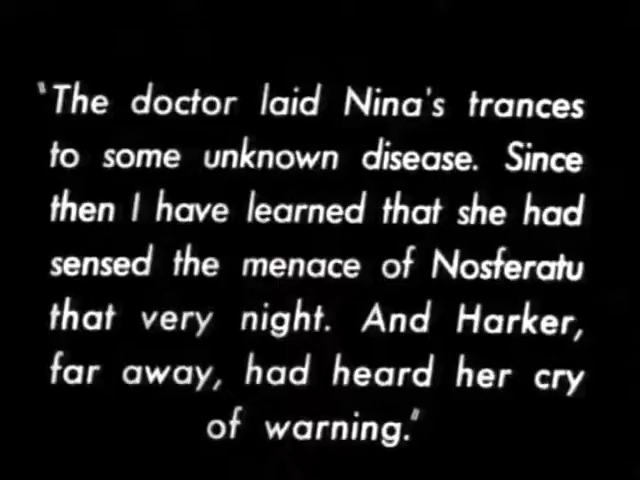 "The doctor laid Nina's trances
to some unknown disease. Since
then I have learned that she had
sensed the menace of Nosferatu
that very night. And Harker,
far away, had heard her cry
of warning."